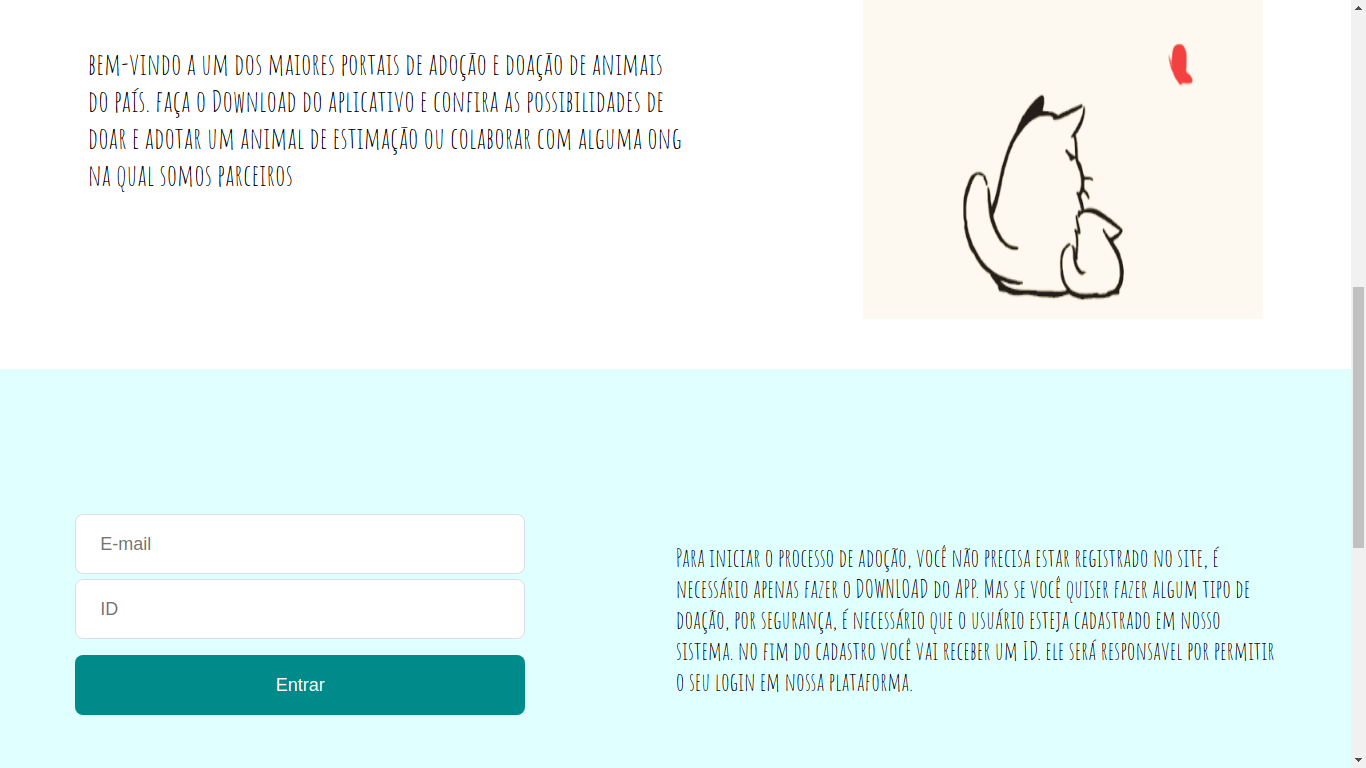 Bem-vindo a um dos maiores portais de adoção e doação de animais
do país. faça o Download do aplicativo e confira as possibilidades de
doar e adotar um animal de estimação ou colaborar com alguma ong
na qual somos parceiros
E-mail
ID
Entrar
Para iniciar o processo de adoção, você não precisa estar registrado no site, é
necessário apenas fazer o DOWNLOAD do APP. Mas se você quiser fazer algum tipo de
doação, por segurança, é necessário que o usuário esteja cadastrado em nosso
sistema. no fim do cadastro você vai receber um ID. ele será responsavel por permitir
o seu login em nossa plataforma.